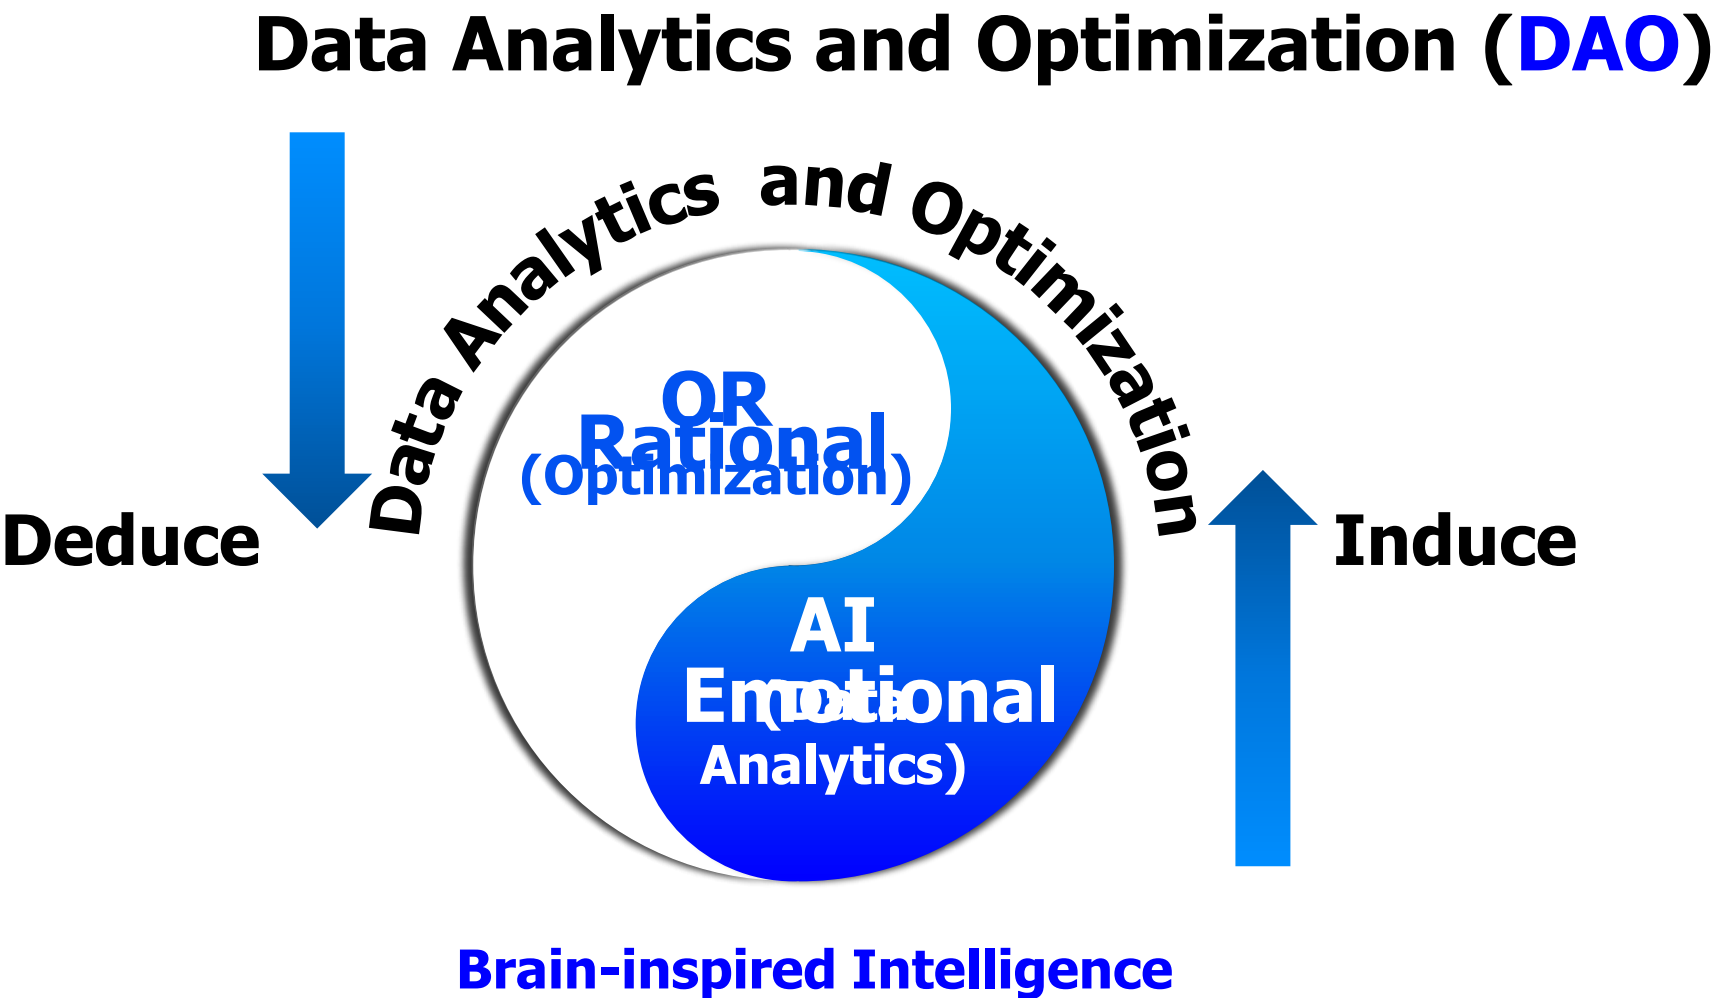 Data Analytics and Optimization (DAO)
Data Analytics and Optimization
OR
Rational
(Optimization)
Deduce
Induce
AI
Emotional
(Data
Analytics)
Brain-inspired Intelligence